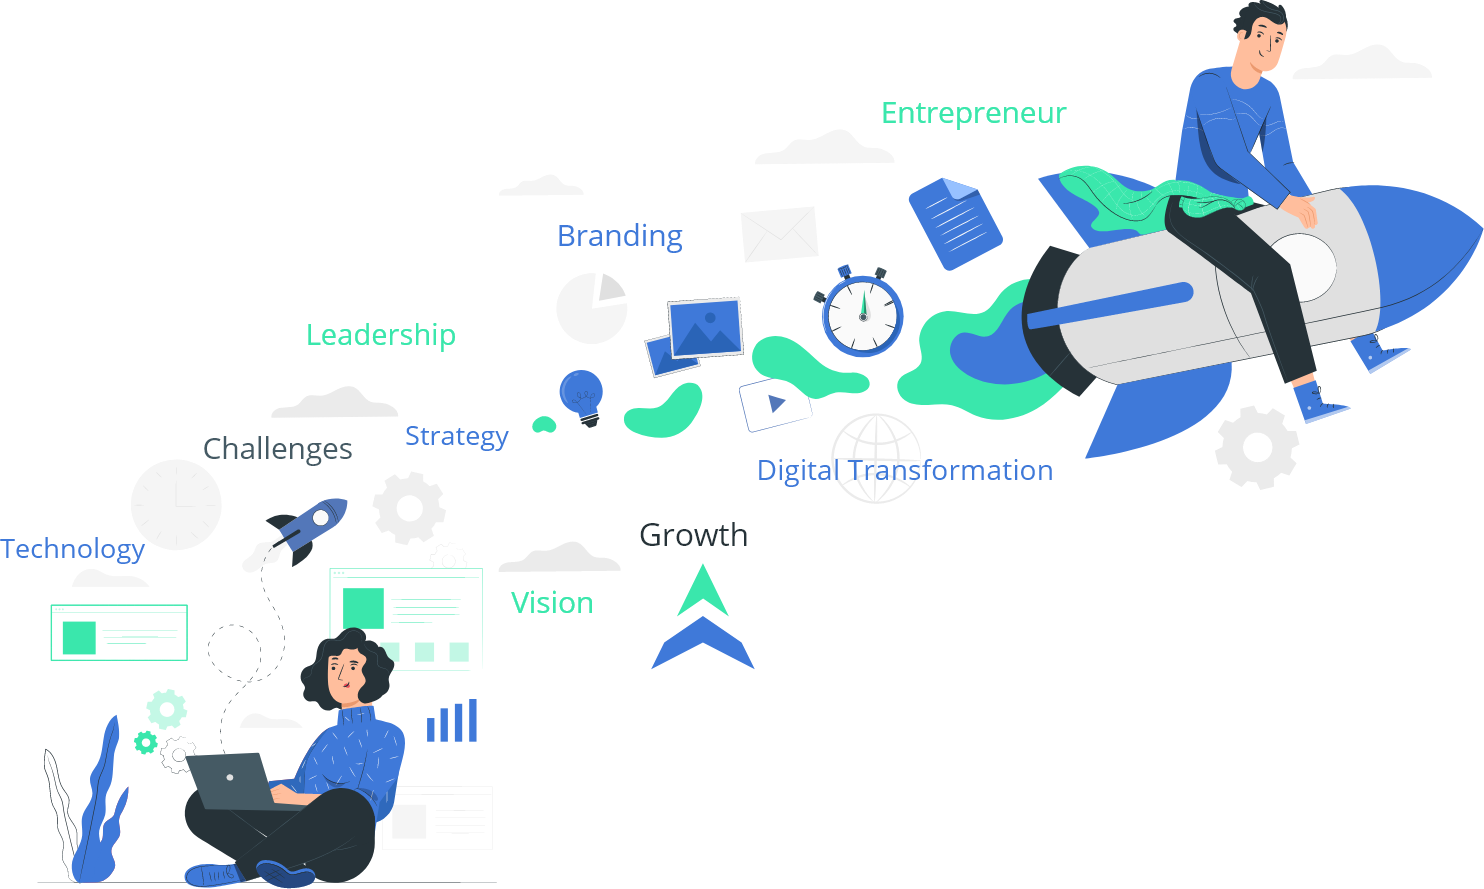 Entrepreneur
Branding
Leadership
Challenges
Strategy
Digital Transformation
Growth
Technology
Vision